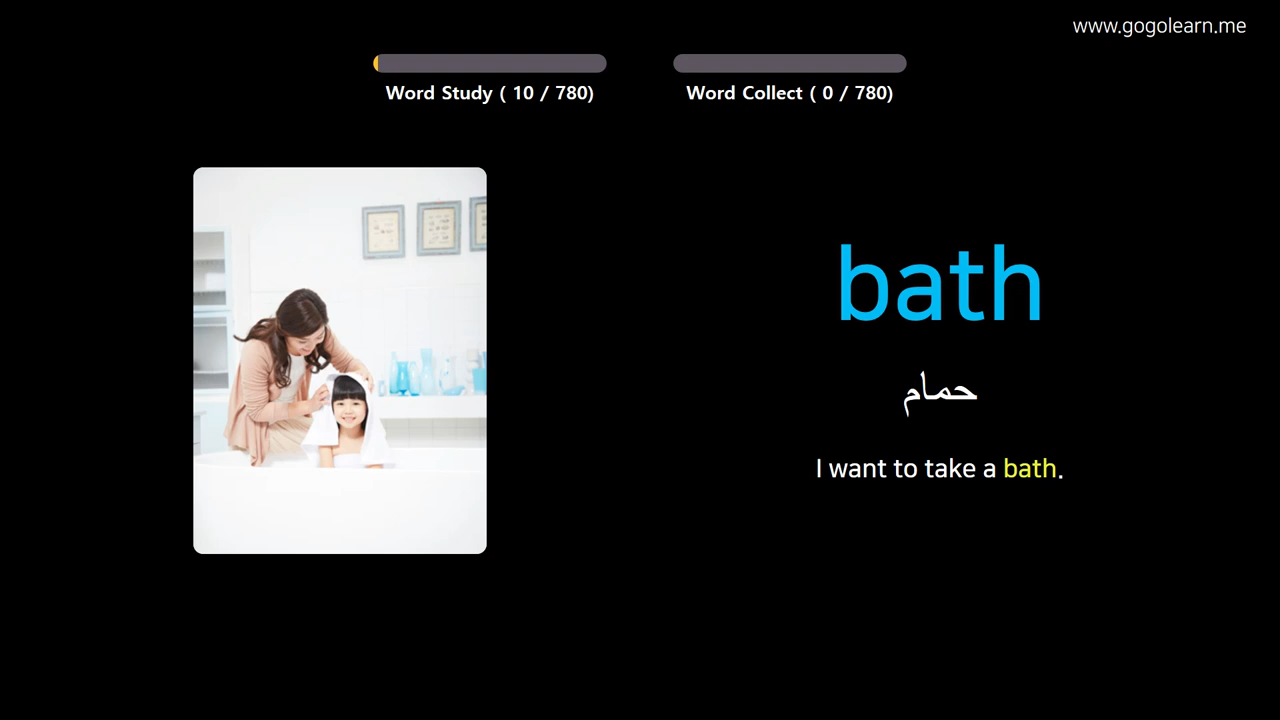 www.gogolearn.me
Word Study ( 10 / 780)
Word Collect ( 0 / 780)
bath
حمام
I want to take a bath.